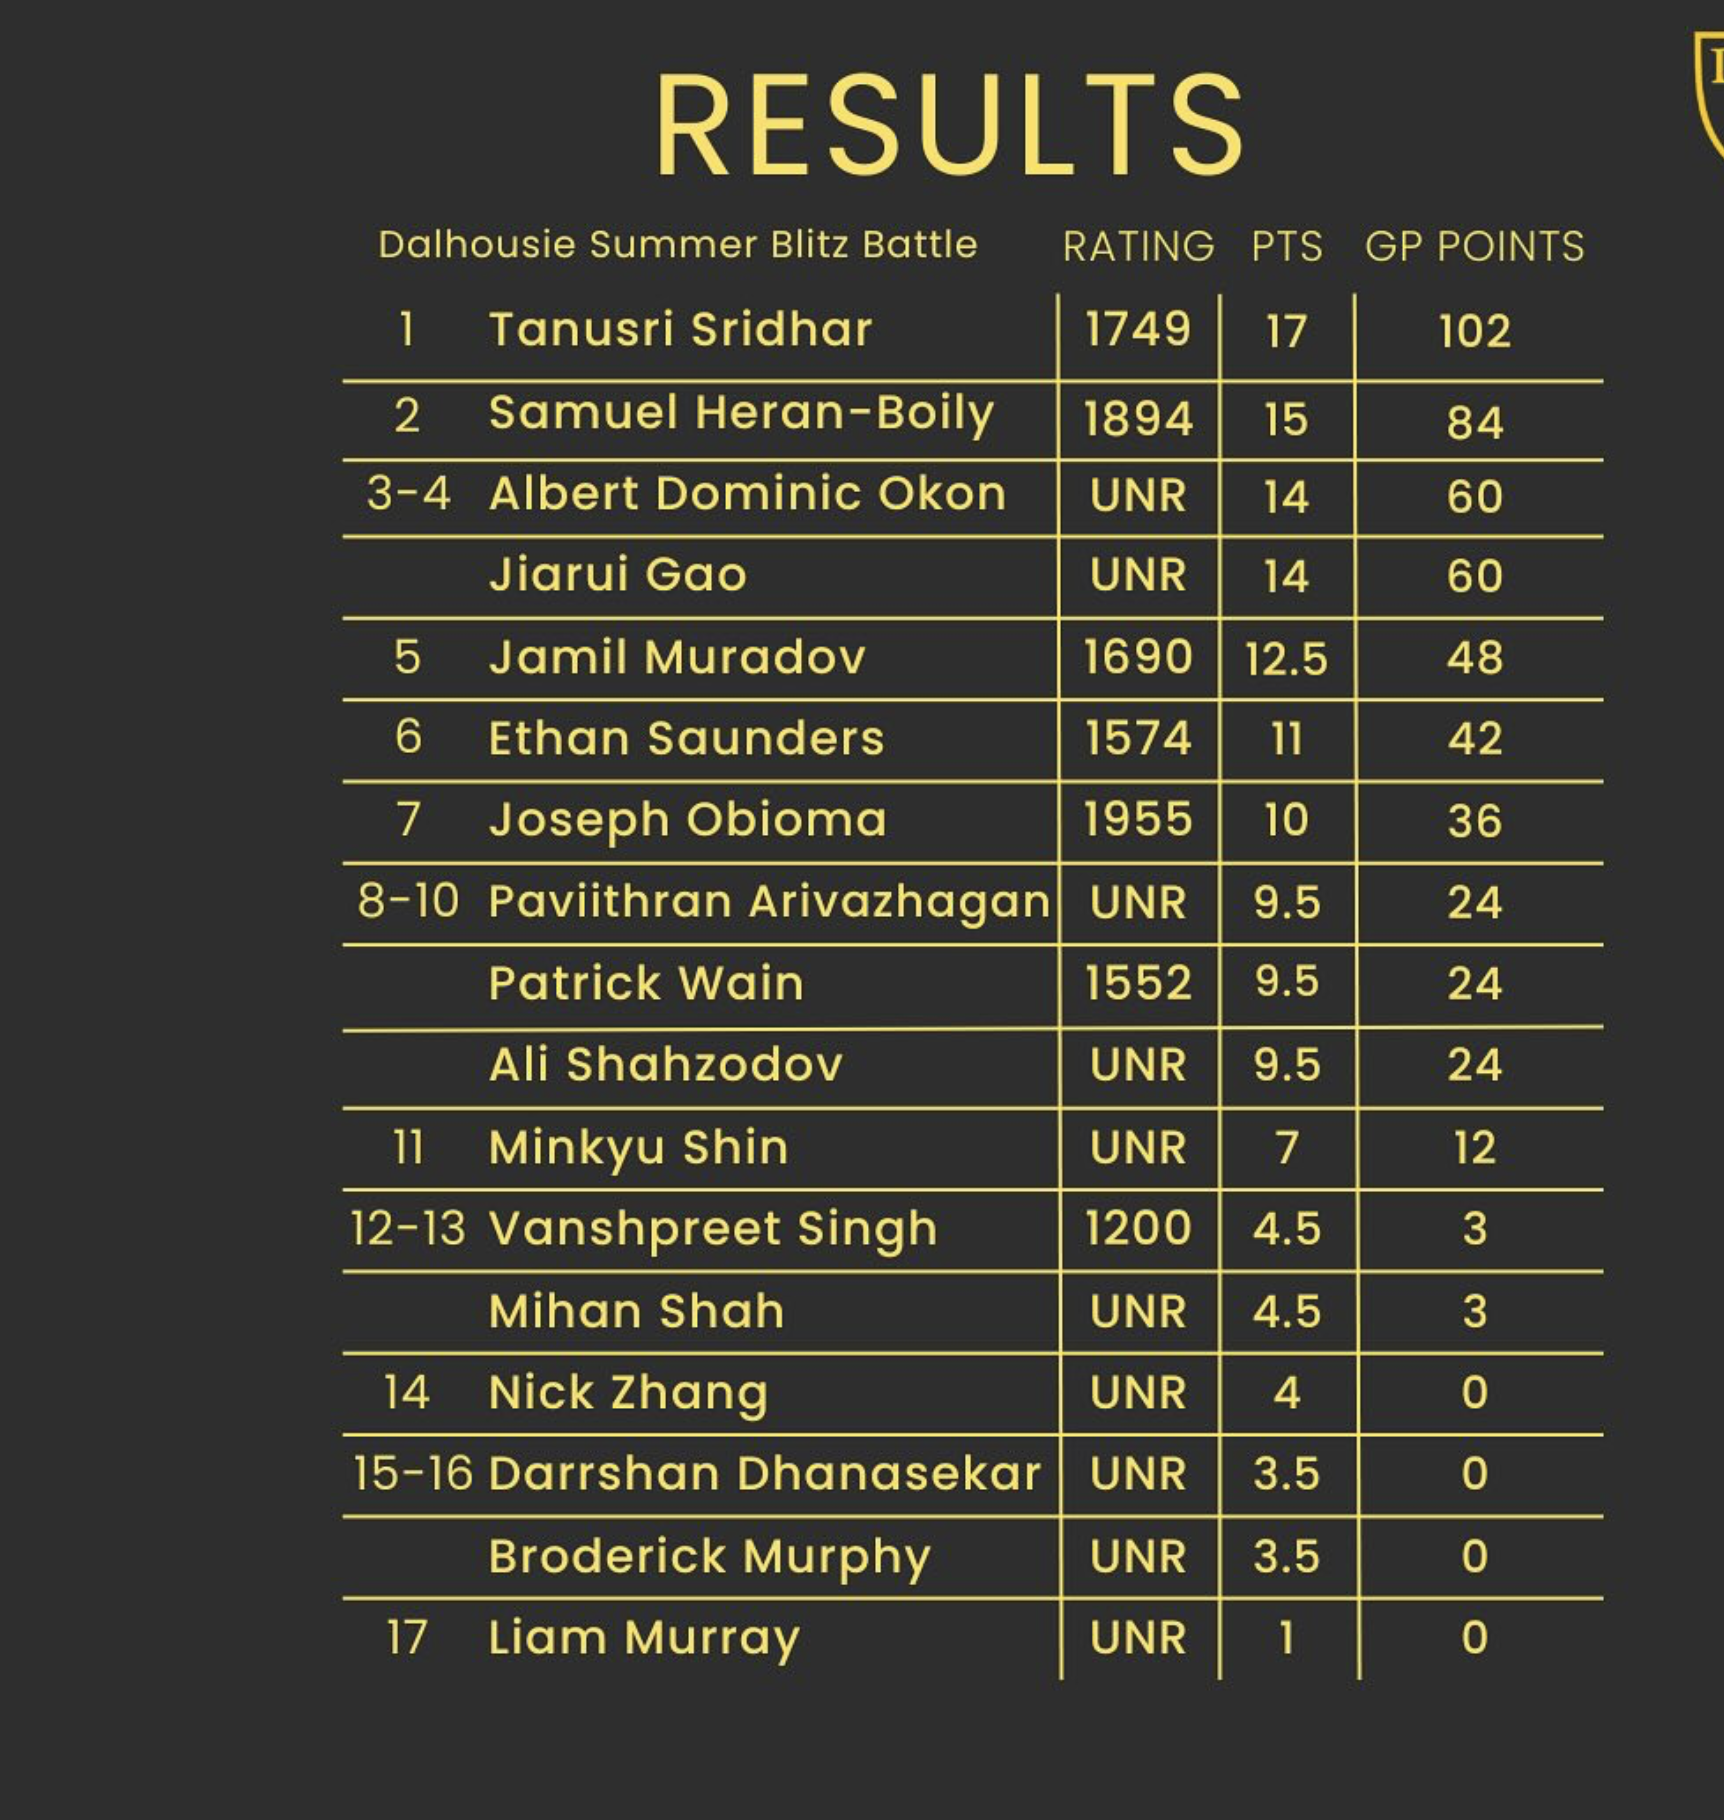 RESULTS
Dalhousie Summer Blitz Battle RATING PTS GP POINTS
1 Tanusri Sridhar 1749 17 102
2 Samuel Heran-Boily 1894 15 84
3-4 Albert Dominic Okon UNR 14 60
Jiarui Gao UNR 14 60
5 Jamil Muradov 1690 12.5 48
6 Ethan Saunders 1574 11 42
7 Joseph Obioma 1955 10 36
8-10 Paviithran Arivazhagan UNR 9.5 24
Patrick Wain 1552 9.5 24
Ali Shahzodov UNR 9.5 24
11 Minkyu Shin UNR 7 12
12-13 Vanshpreet Singh 1200 4.5 3
Mihan Shah UNR 4.5 3
14 Nick Zhang UNR 4 0
15-16 Darrshan Dhanasekar UNR 3.5 0
Broderick Murphy UNR 3.5 0
17 Liam Murray UNR 1 0